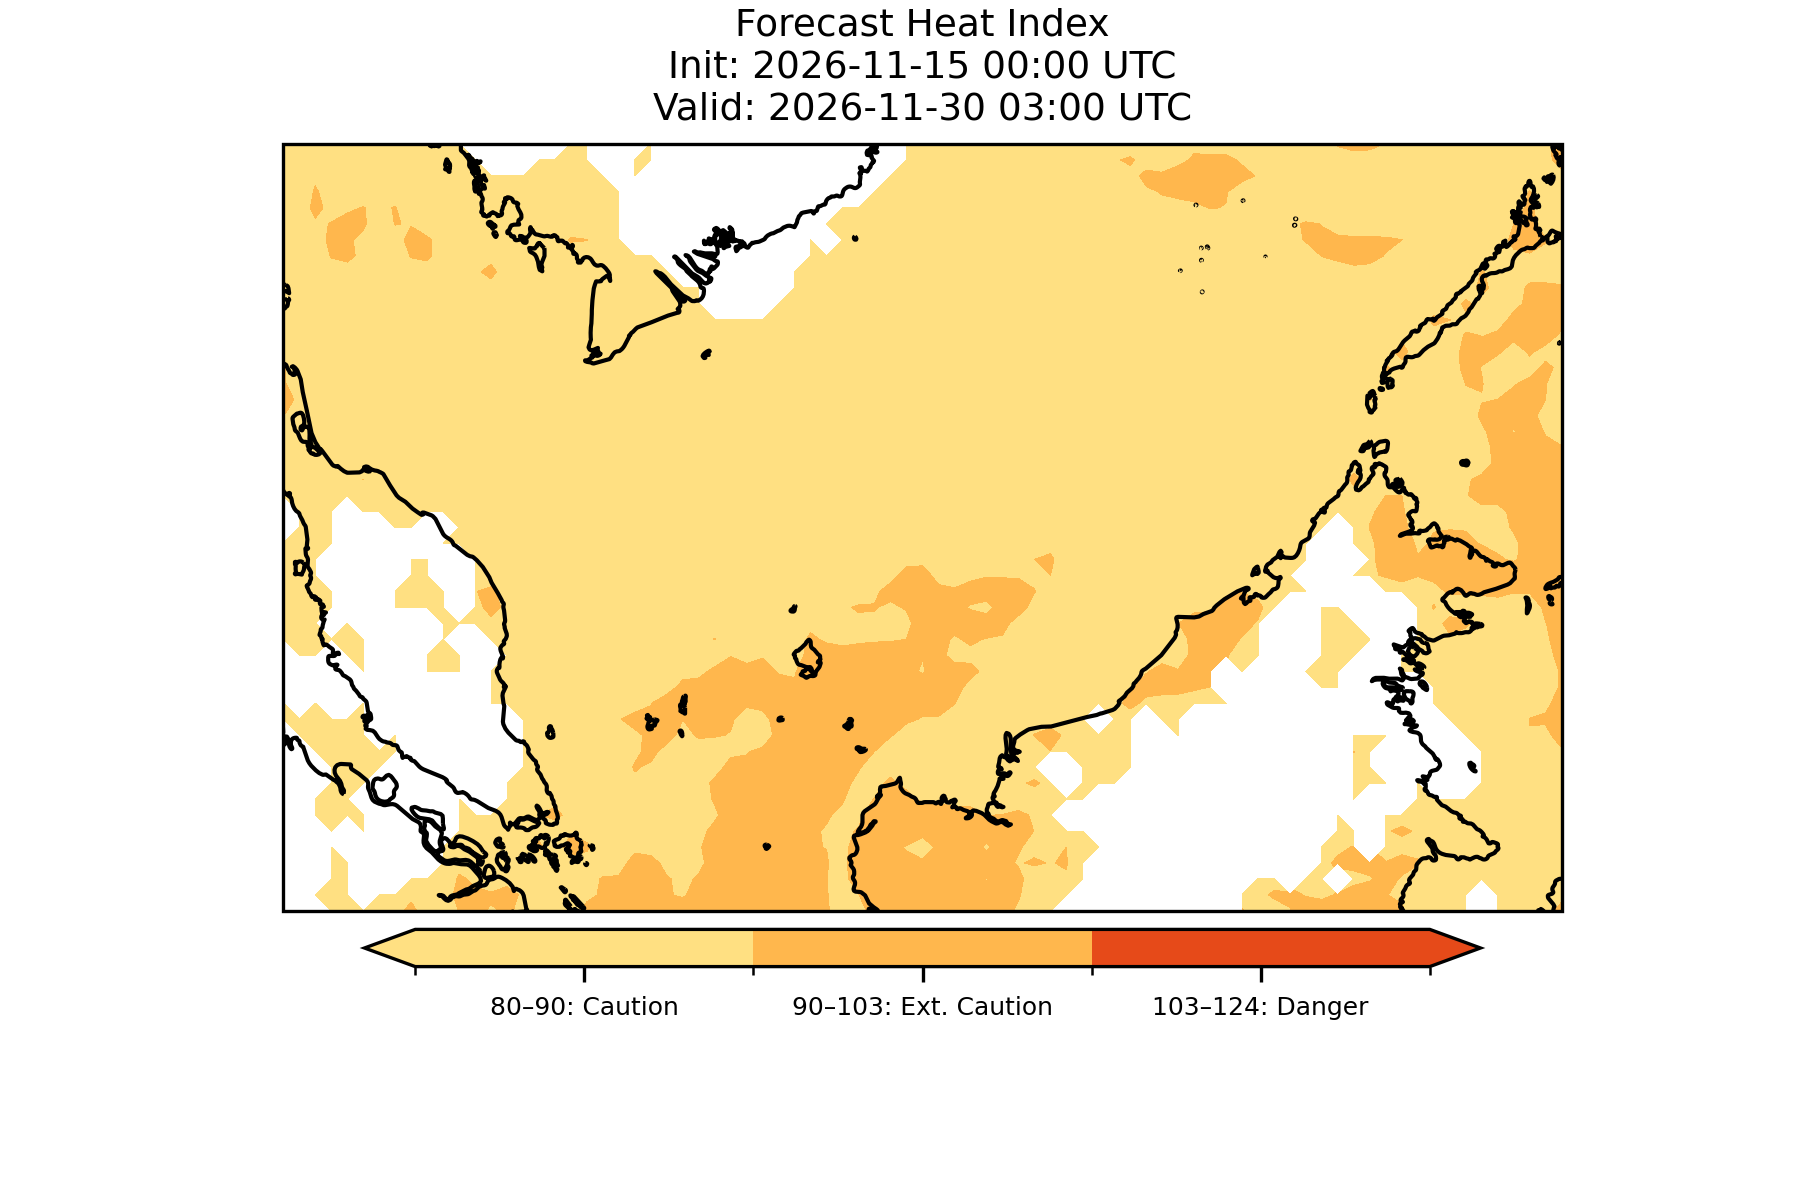 Forecast Heat Index
Init: 2026-11-15 00:00 UTC
Valid: 2026-11-30 03:00 UTC
80–90: Caution
90–103: Ext. Caution
103–124: Danger